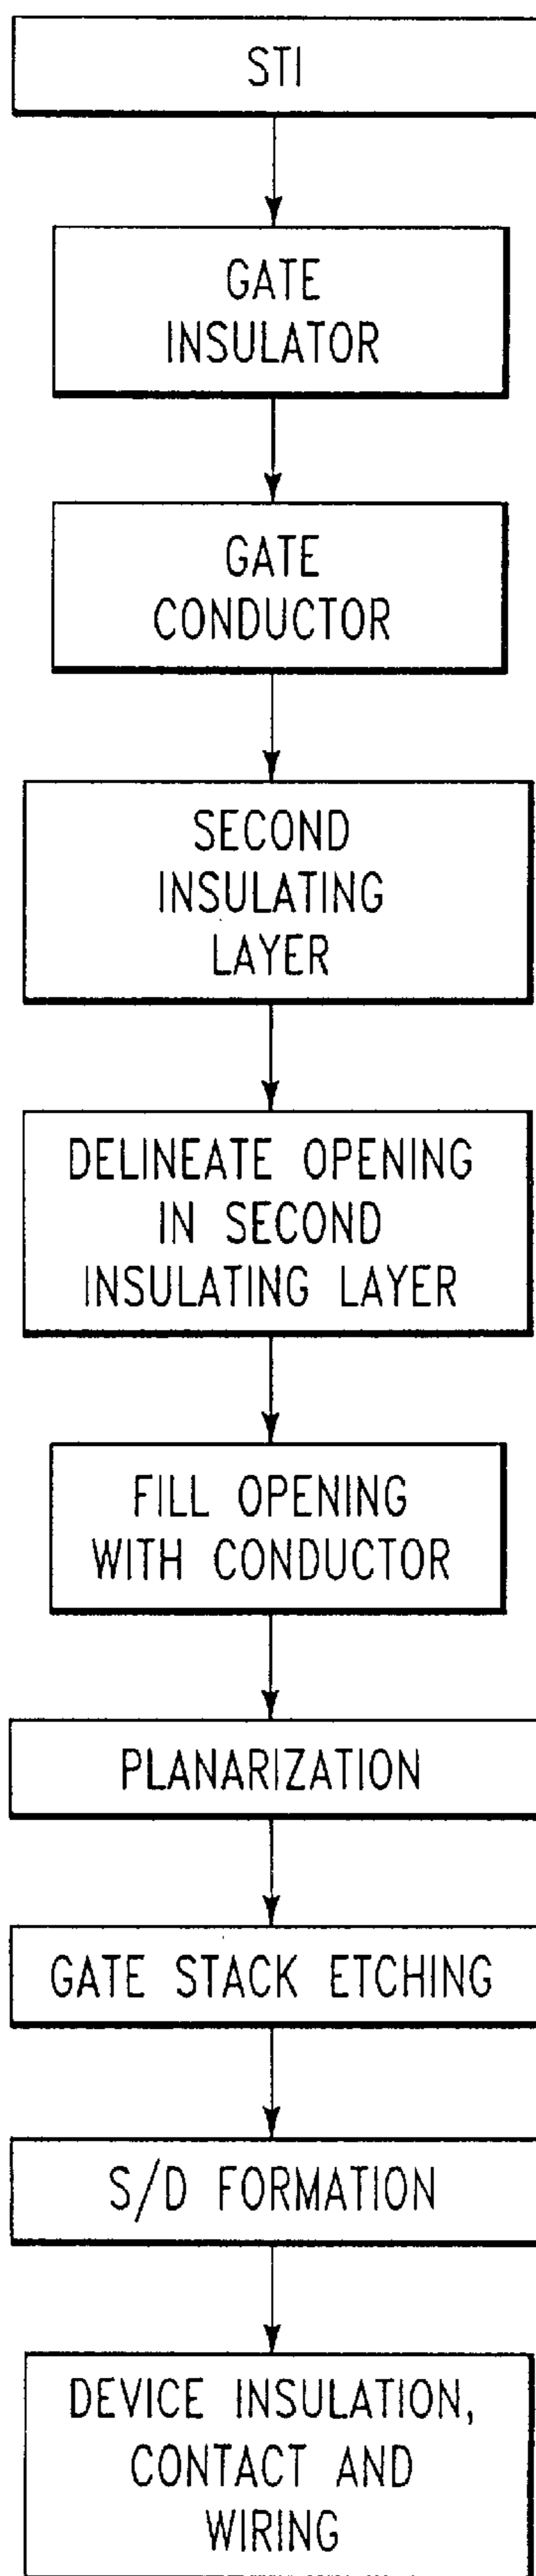 STI
GATE
INSULATOR
GATE
CONDUCTOR
SECOND
INSULATING
LAYER
DELINEATE OPENING
IN SECOND
INSULATING LAYER
FILL OPENING
WITH CONDUCTOR
PLANARIZATION
GATE STACK ETCHING
S/D FORMATION
DEVICE INSULATION,
CONTACT AND
WIRING